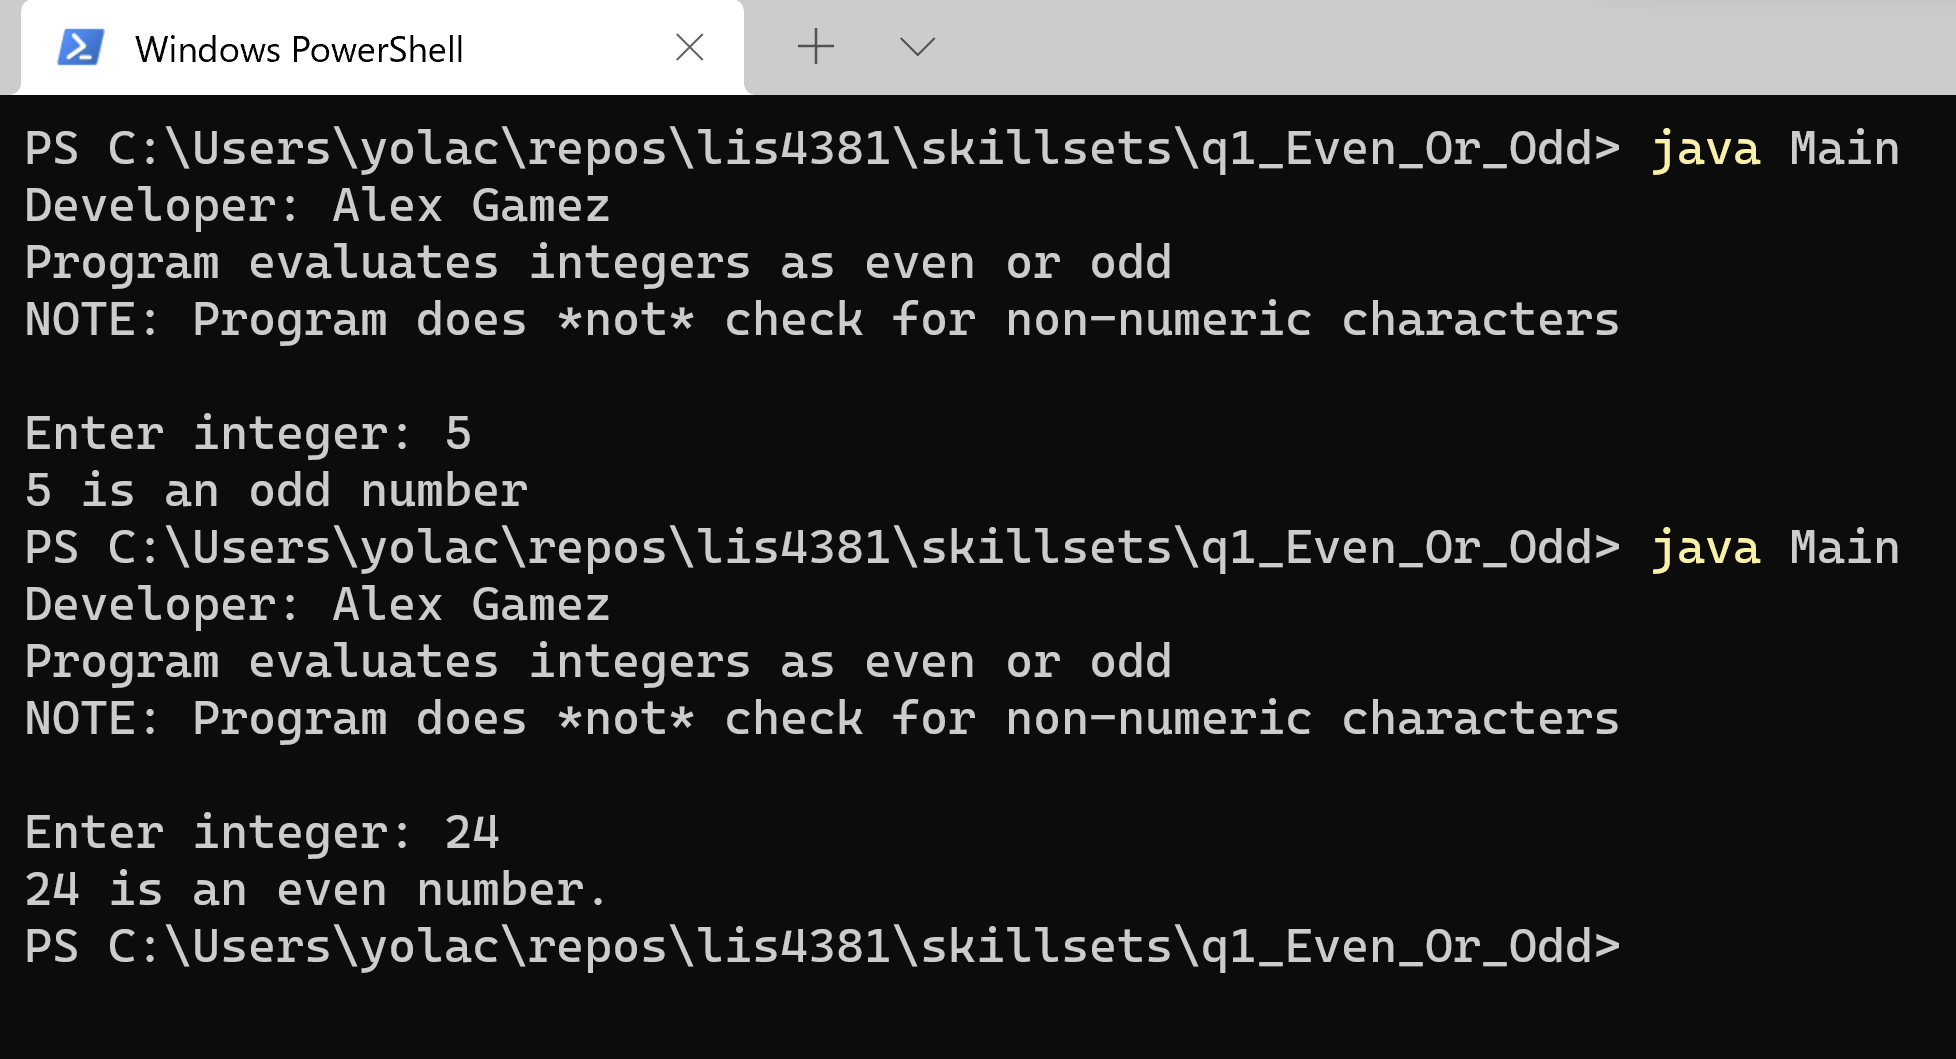 Windows PowerShell
PS C:\Users\yolac\repos\lis4381\skillsets\q1_Even_Or_Odd> java Main
Developer: Alex Gamez
Program evaluates integers as even or odd
NOTE: Program does *not* check for non-numeric characters
Enter integer: 5
5 is an odd number
PS C:\Users\yolac\repos\lis4381\skillsets\q1_Even_Or_Odd> java Main
Developer: Alex Gamez
Program evaluates integers as even or odd
NOTE: Program does *not* check for non-numeric characters
Enter integer: 24
24 is an even number.
PS C:\Users\yolac\repos\lis4381\skillsets\q1_Even_Or_Odd>